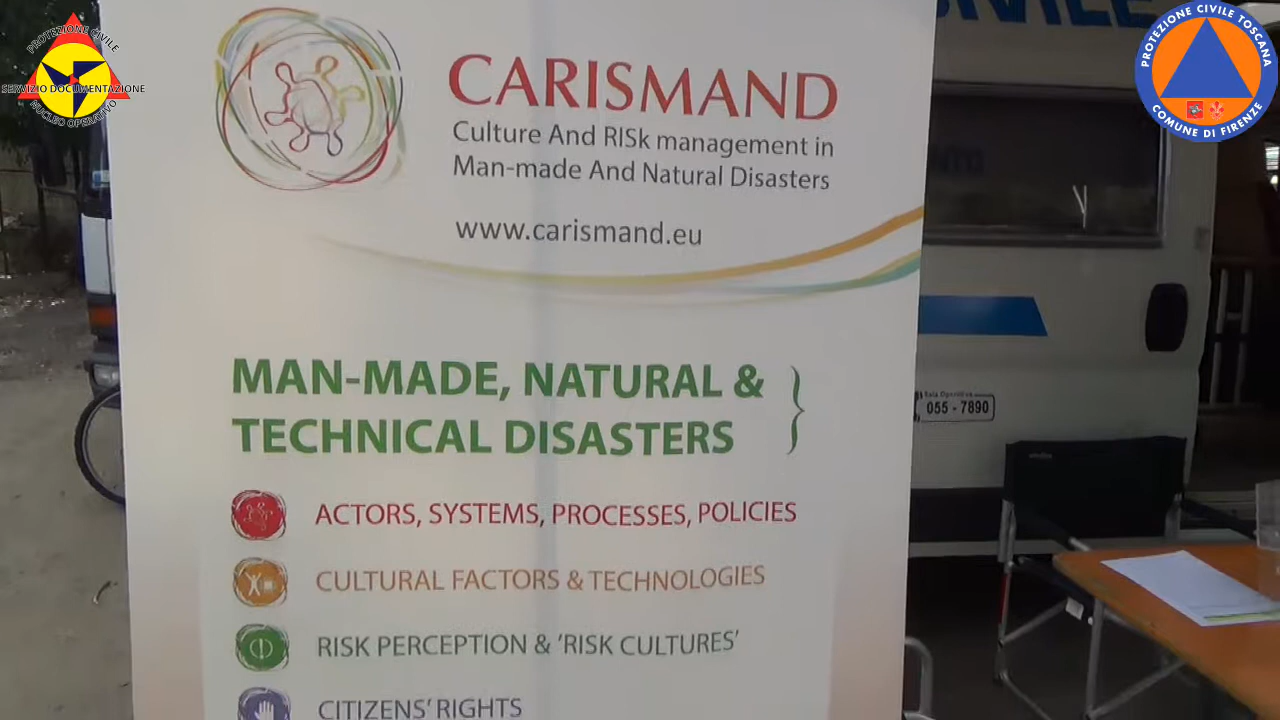 PROTEZIONE CIVILE
SERVIZIO DOCUMENTAZIONE
NUCLEO OPERATIVO
CARISMAND
Culture And RISk management in
Man-made And Natural Disasters
www.carismand.eu
MAN-MADE, NATURAL &
TECHNICAL DISASTERS
ACTORS, SYSTEMS, PROCESSES, POLICIES
CULTURAL FACTORS & TECHNOLOGIES
RISK PERCEPTION & 'RISK CULTURES'
CITIZENS' RIGHTS
PROTEZIONE CIVILE TOSCANA
COMUNE DI FIRENZE
Sala Operativa
055 - 7890